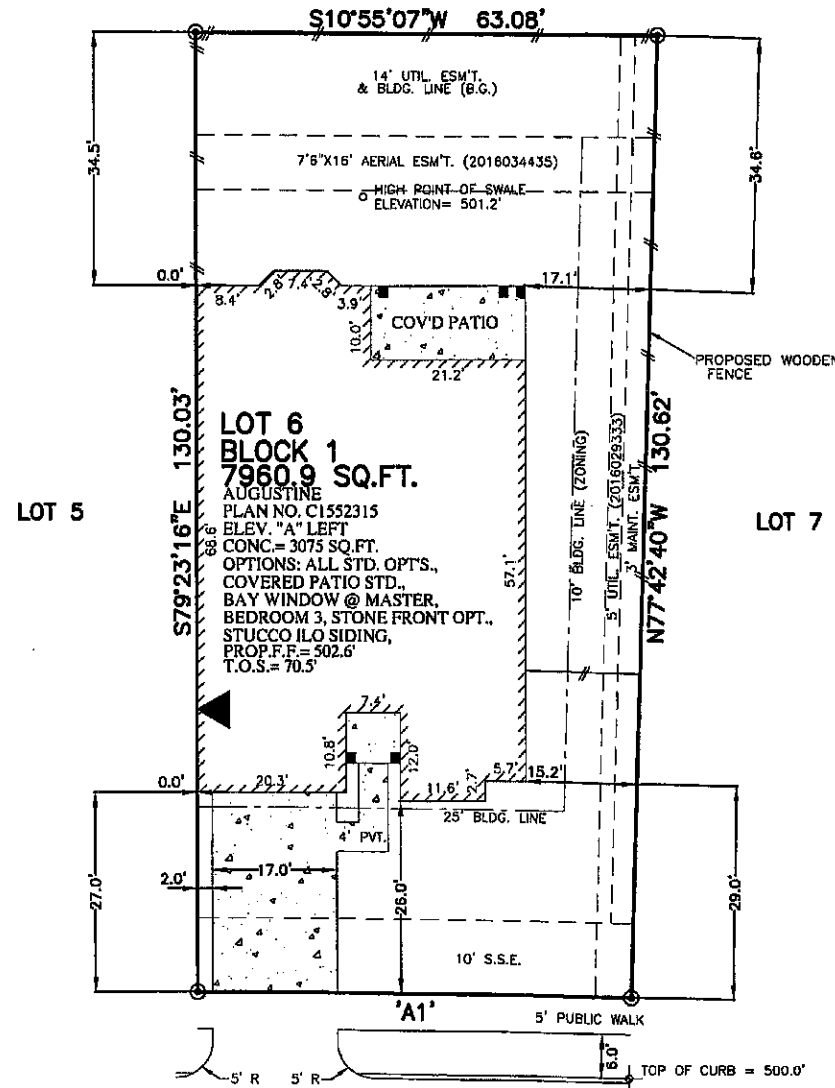 S10°55'07"W 63.08'
14' UTIL. ESM'T.
& BLDG. LINE (B.G.)
34.5'
34.6'
7'6"X16' AERIAL ESM'T. (2016034435)
HIGH POINT OF SWALE
ELEVATION= 501.2'
0.0'
17.1'
8.4'
2.8'
7.4'
2.8'
3.9'
COV'D PATIO
10.0'
21.2'
PROPOSED WOODEN
FENCE
LOT 6
BLOCK 1
7960.9 SQ.FT.
AUGUSTINE
PLAN NO. C1552315
ELEV. "A" LEFT
CONC.= 3075 SQ.FT.
OPTIONS: ALL STD. OPT'S.,
COVERED PATIO STD.,
BAY WINDOW @ MASTER,
BEDROOM 3, STONE FRONT OPT.,
STUCCO ILO SIDING,
PROP.F.F.= 502.6'
T.O.S.= 70.5'
LOT 5
S79°23'16"E 130.03'
68.6'
57.1'
10' BLDG. LINE (ZONING)
5' UTIL. ESM'T. (2016029333)
3' MAINT. ESM'T
N77°42'40"W 130.62'
LOT 7
7.4'
10.8'
12.0'
5.7'
15.2'
0.0'
20.3'
11.6'
2.7'
25' BLDG. LINE
4' PVT.
17.0'
2.0'
27.0'
26.0'
29.0'
10' S.S.E.
'A1'
5' PUBLIC WALK
6.0'
5' R
5' R
TOP OF CURB = 500.0'